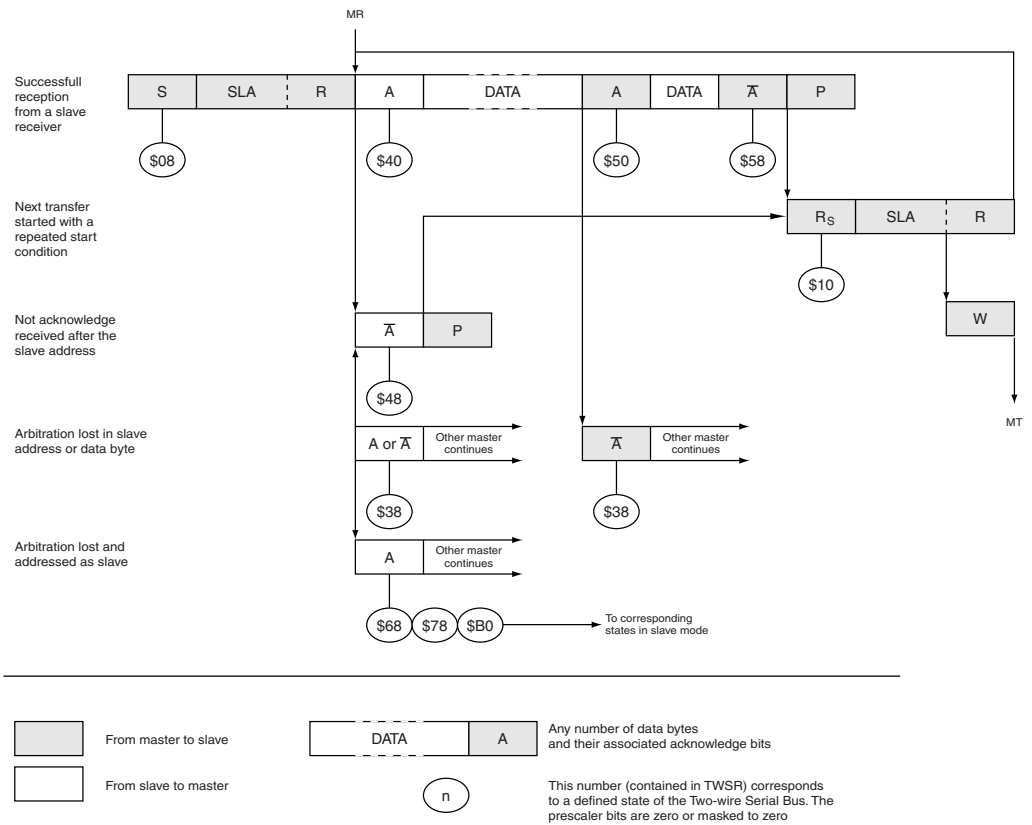 MR
Successfull
reception
from a slave
receiver
S SLA R A DATA A DATA A̅ P
$08 $40 $50 $58
Next transfer
started with a
repeated start
condition
RS SLA R
$10
Not acknowledge
received after the
slave address
A̅ P
W
$48
MT
Arbitration lost in slave
address or data byte
A or A̅
Other master
continues
A̅
Other master
continues
$38 $38
Arbitration lost and
addressed as slave
A
Other master
continues
$68 $78 $B0
To corresponding
states in slave mode
From master to slave
DATA A
Any number of data bytes
and their associated acknowledge bits
From slave to master
n
This number (contained in TWSR) corresponds
to a defined state of the Two-wire Serial Bus. The
prescaler bits are zero or masked to zero